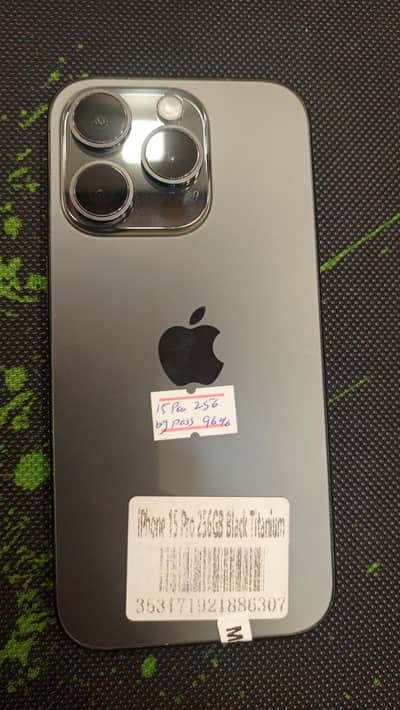 15 Pro 256
by pass 96%
iPhone 15 Pro 256GB Black Titanium
353171921886307
M